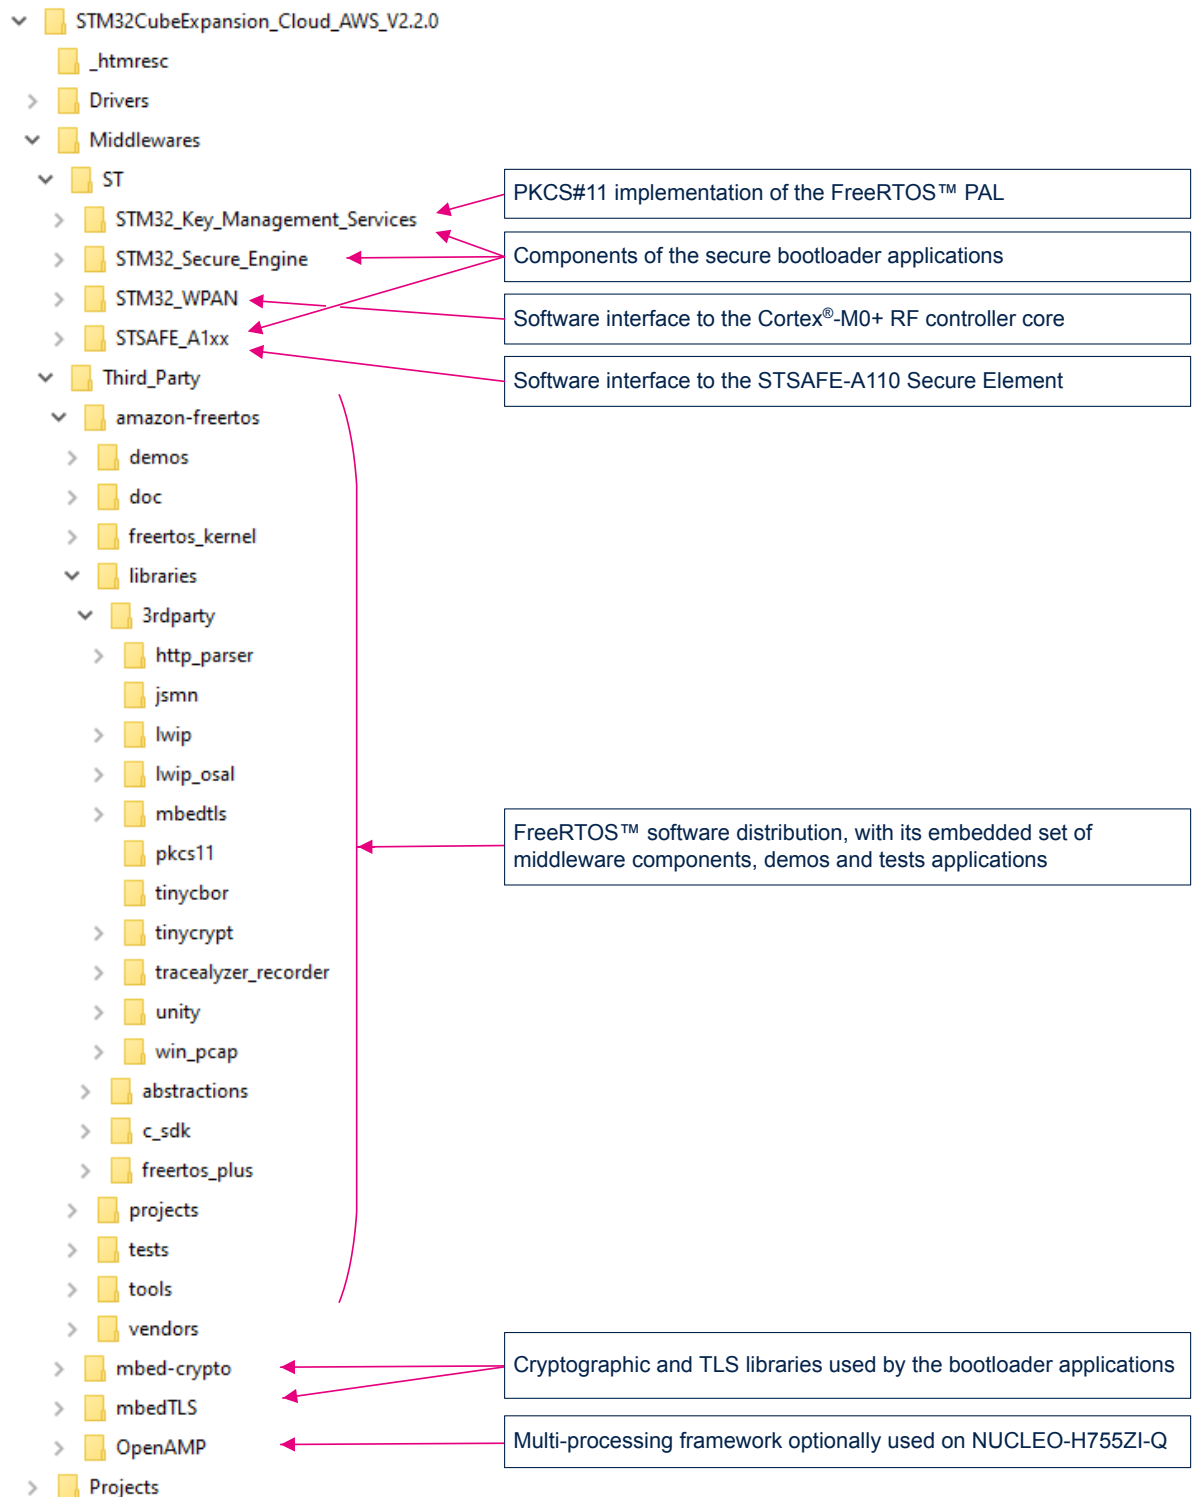 STM32CubeExpansion_Cloud_AWS_V2.2.0
_htmresc
Drivers
Middlewares
ST
PKCS#11 implementation of the FreeRTOS™ PAL
STM32_Key_Management_Services
Components of the secure bootloader applications
STM32_Secure_Engine
STM32_WPAN
Software interface to the Cortex®-M0+ RF controller core
STSAFE_A1xx
Third_Party
Software interface to the STSAFE-A110 Secure Element
amazon-freertos
demos
doc
freertos_kernel
libraries
3rdparty
http_parser
jsmn
lwip
lwip_osal
mbedtls
FreeRTOS™ software distribution, with its embedded set of
middleware components, demos and tests applications
pkcs11
tinycbor
tinycrypt
tracealyzer_recorder
unity
win_pcap
abstractions
c_sdk
freertos_plus
projects
tests
tools
vendors
mbed-crypto
Cryptographic and TLS libraries used by the bootloader applications
mbedTLS
OpenAMP
Multi-processing framework optionally used on NUCLEO-H755ZI-Q
Projects